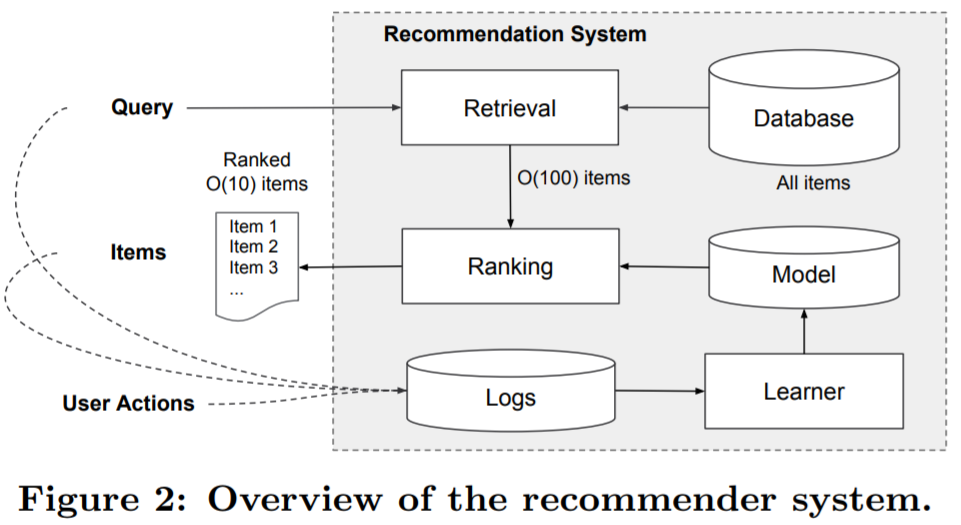 Recommendation System
Query
Retrieval
Database
Ranked
O(10) items
O(100) items
All items
Items
Item 1
Item 2
Item 3
...
Ranking
Model
User Actions
Logs
Learner
Figure 2: Overview of the recommender system.